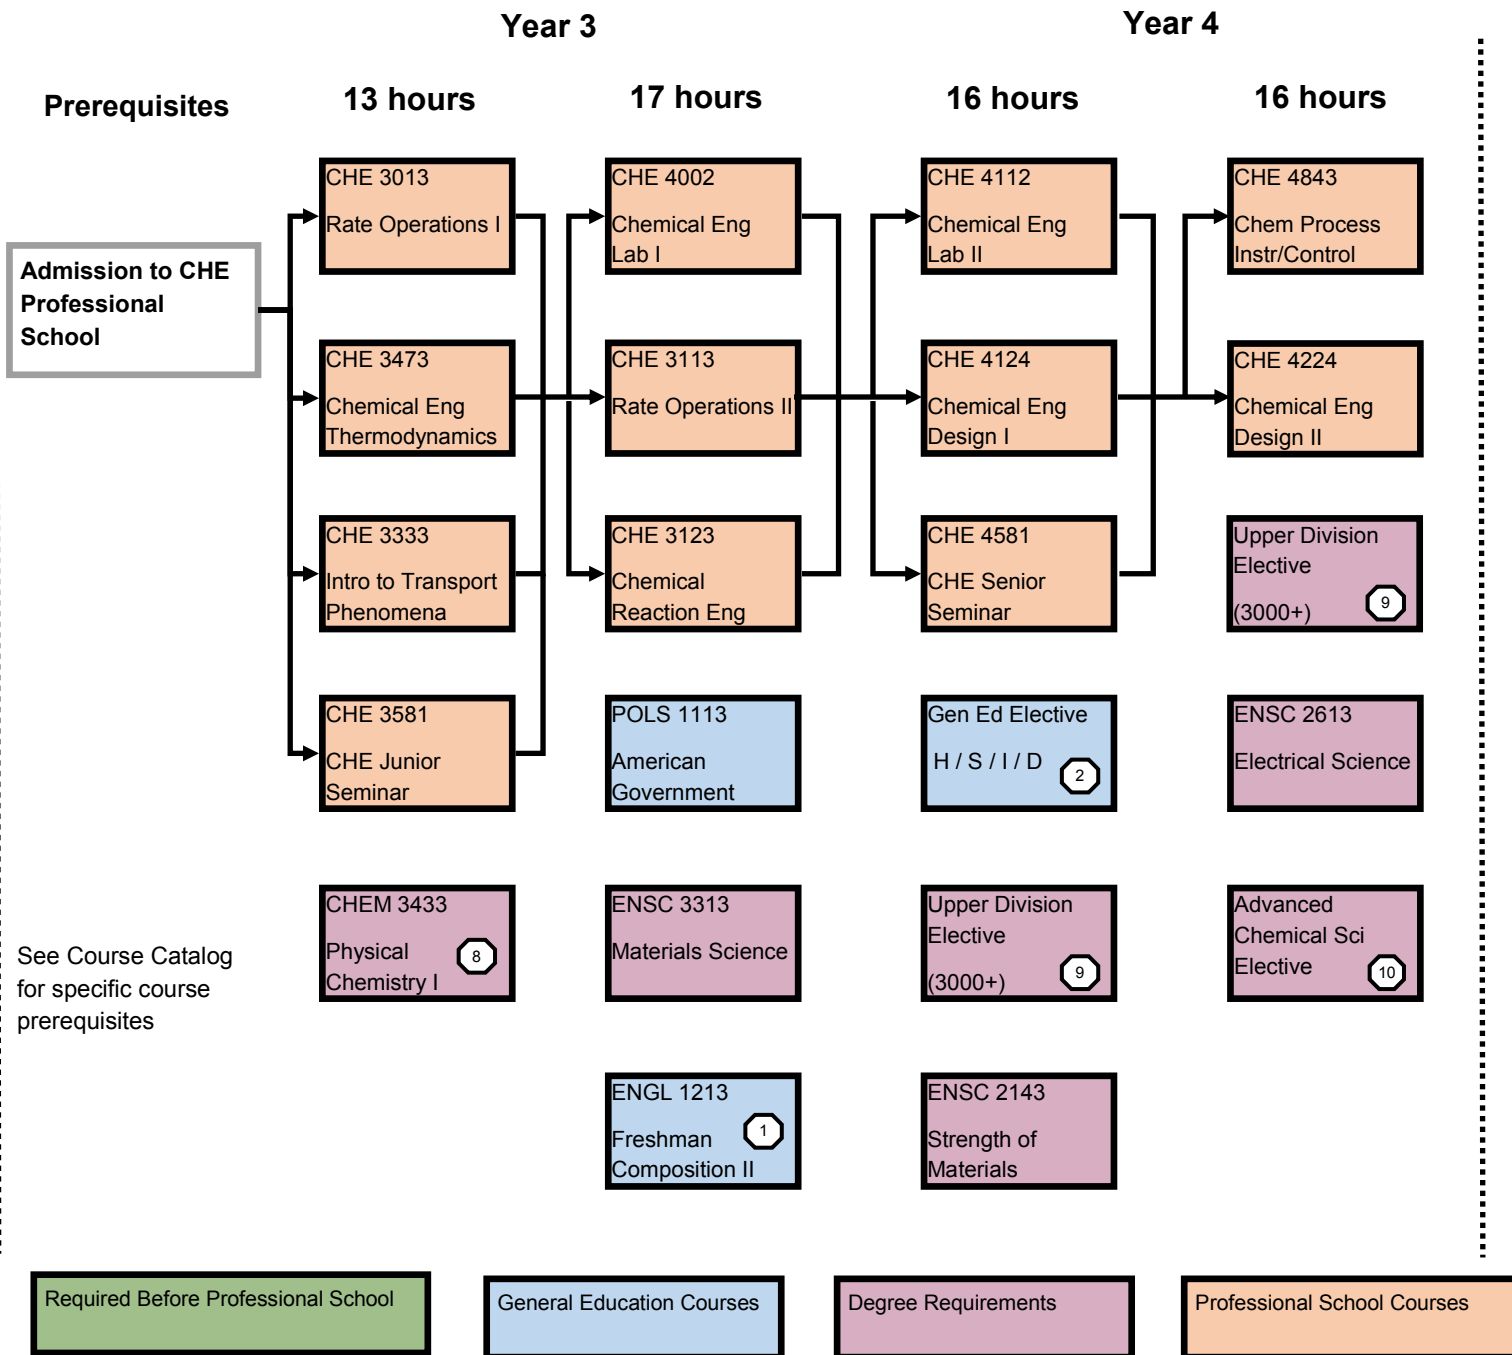 Year 3
Year 4
Prerequisites
13 hours
17 hours
16 hours
16 hours
Admission to CHE
Professional
School
CHE 3013
Rate Operations I
CHE 3473
Chemical Eng
Thermodynamics
CHE 3333
Intro to Transport
Phenomena
CHE 3581
CHE Junior
Seminar
CHEM 3433
Physical
Chemistry I
8
CHE 4002
Chemical Eng
Lab I
CHE 3113
Rate Operations II
CHE 3123
Chemical
Reaction Eng
POLS 1113
American
Government
ENSC 3313
Materials Science
ENGL 1213
Freshman
Composition II
1
CHE 4112
Chemical Eng
Lab II
CHE 4124
Chemical Eng
Design I
CHE 4581
CHE Senior
Seminar
Gen Ed Elective
H / S / I / D
2
Upper Division
Elective
(3000+)
9
ENSC 2143
Strength of
Materials
CHE 4843
Chem Process
Instr/Control
CHE 4224
Chemical Eng
Design II
Upper Division
Elective
(3000+)
9
ENSC 2613
Electrical Science
Advanced
Chemical Sci
Elective
10
See Course Catalog
for specific course
prerequisites
Required Before Professional School
General Education Courses
Degree Requirements
Professional School Courses